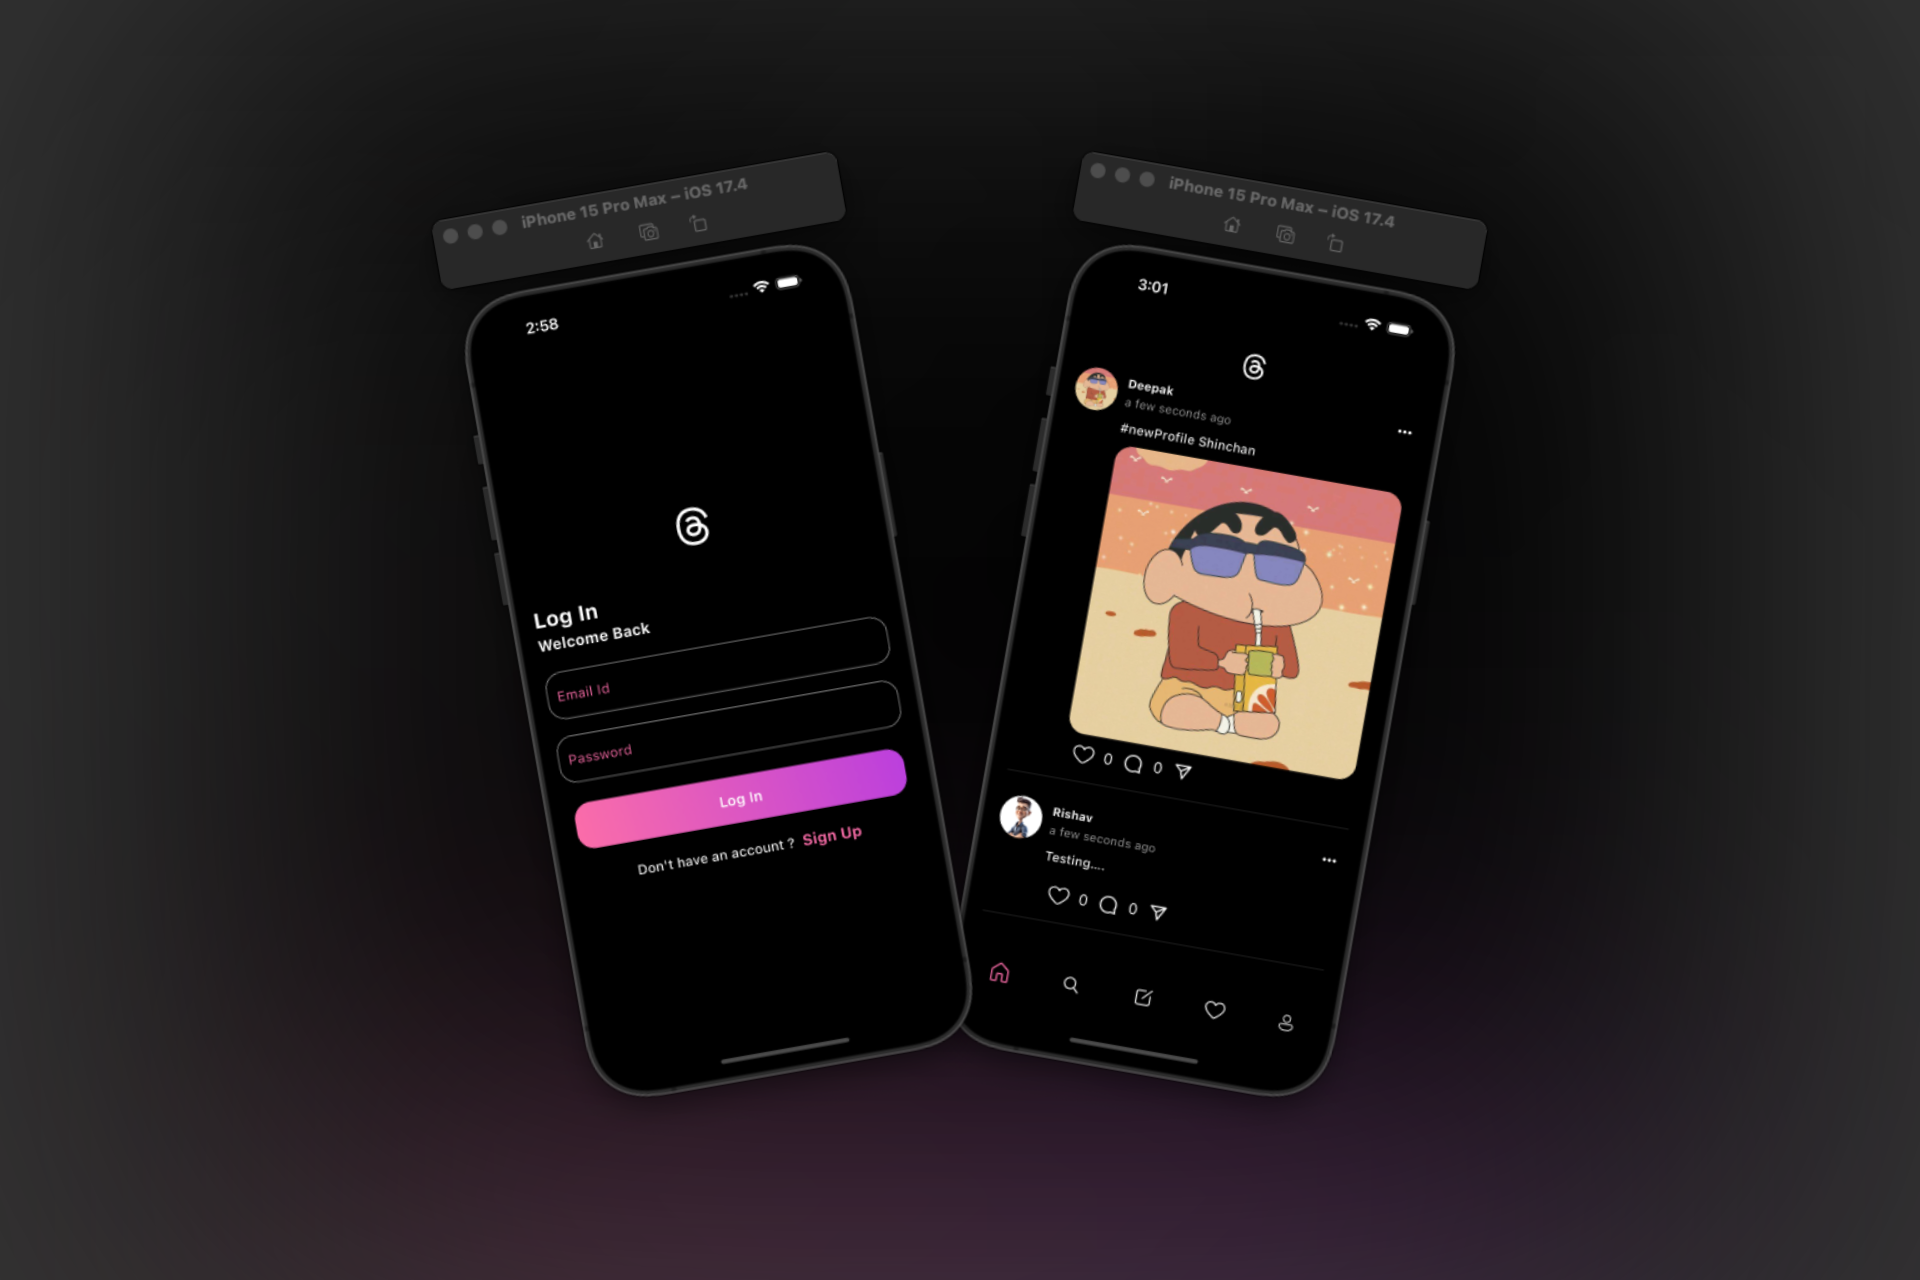 iPhone 15 Pro Max – iOS 17.4
2:58
Log In
Welcome Back
Email Id
Password
Log In
Don't have an account ? Sign Up
iPhone 15 Pro Max – iOS 17.4
3:01
Deepak
a few seconds ago
#newProfile Shinchan
0 0
Rishav
a few seconds ago
Testing....
0 0